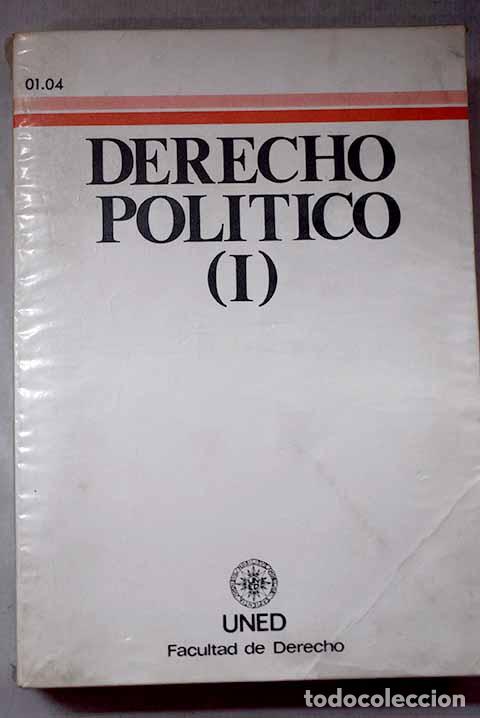 01.04
DERECHO
POLITICO
(I)
UNED
Facultad de Derecho
todocoleccion